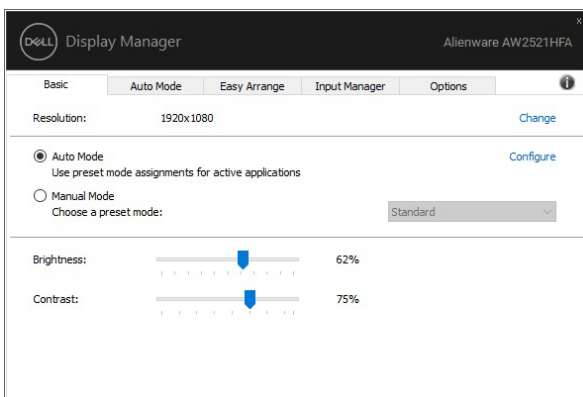 DELL Display Manager Alienware AW2521HFA
Basic Auto Mode Easy Arrange Input Manager Options
Resolution: 1920x1080 Change
Auto Mode Configure
Use preset mode assignments for active applications
Manual Mode
Choose a preset mode: Standard
Brightness: 62%
Contrast: 75%